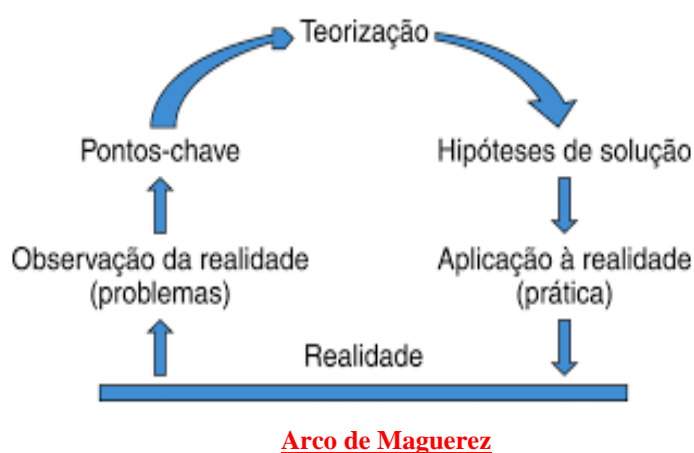 Teorização
Pontos-chave
Hipóteses de solução
Observação da realidade
(problemas)
Aplicação à realidade
(prática)
Realidade
Arco de Maguerez